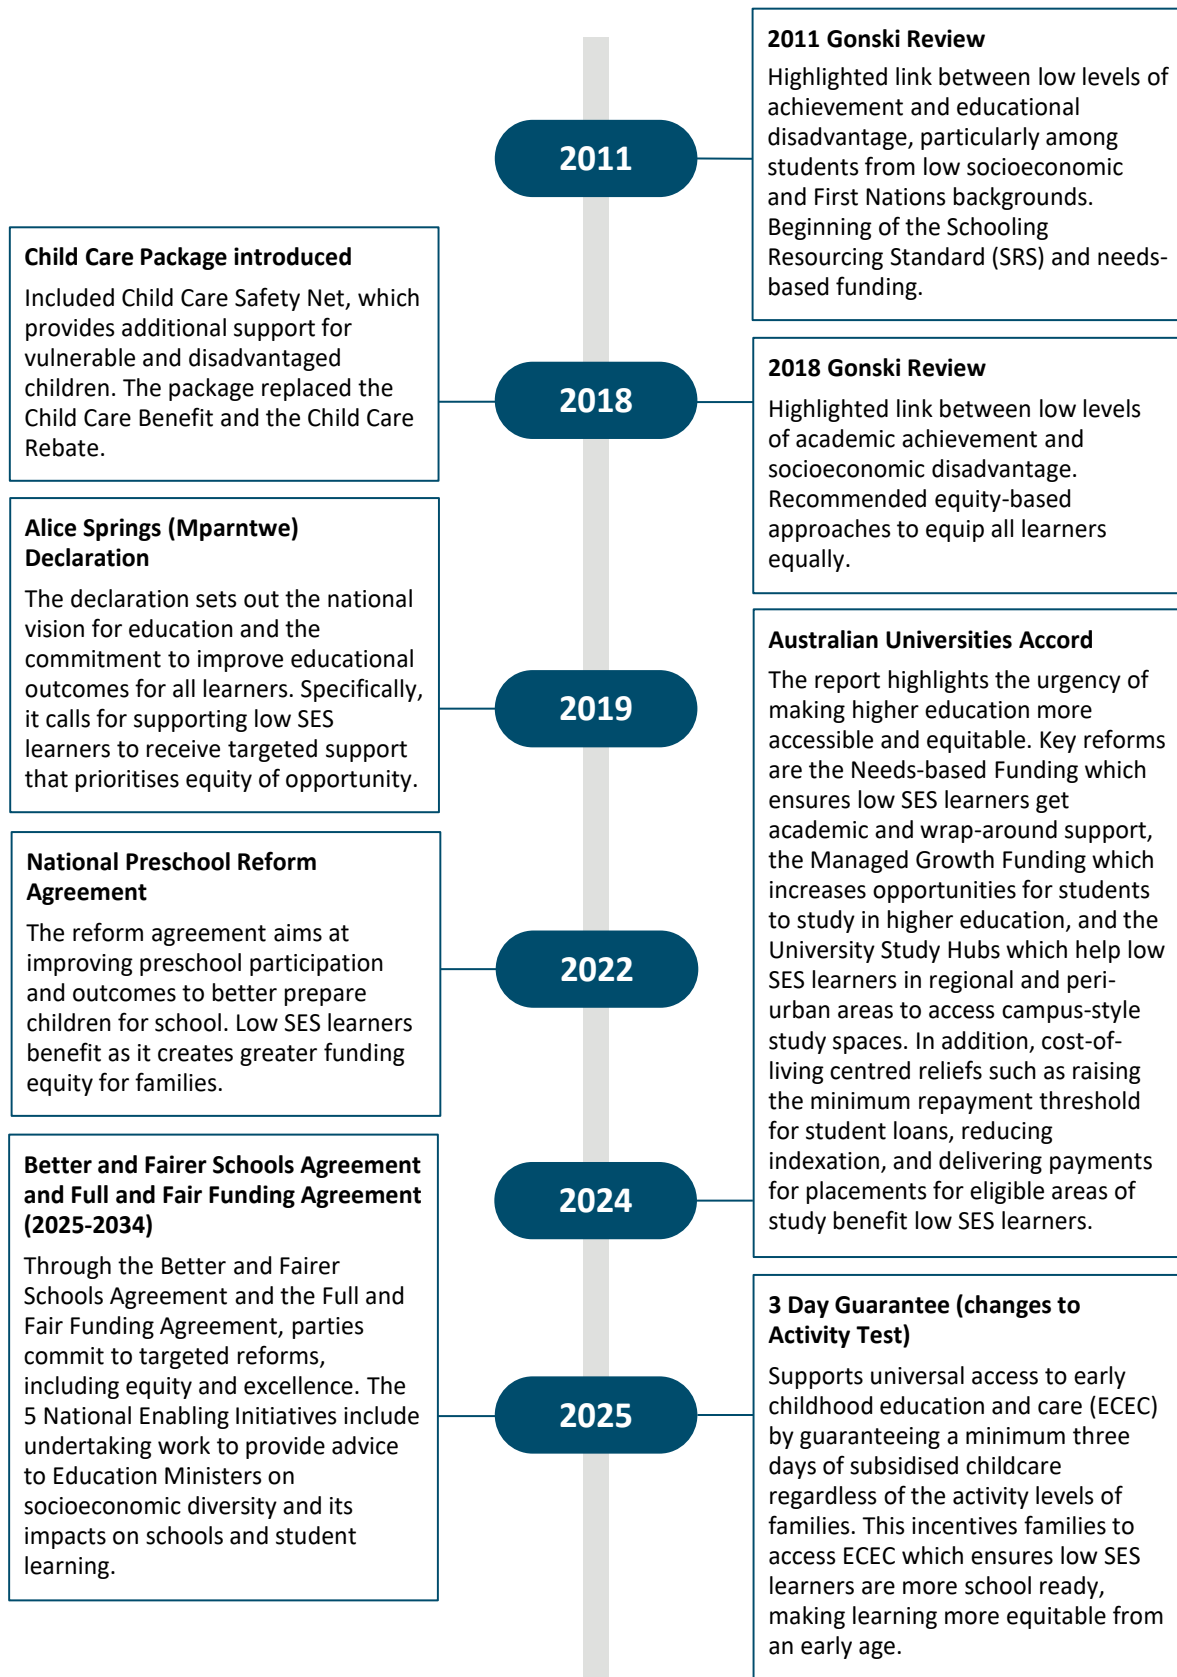 2011 Gonski Review
Highlighted link between low levels of
achievement and educational
disadvantage, particularly among
students from low socioeconomic
and First Nations backgrounds.
Beginning of the Schooling
Resourcing Standard (SRS) and needs-
based funding.
2011
Child Care Package introduced
Included Child Care Safety Net, which
provides additional support for
vulnerable and disadvantaged
children. The package replaced the
Child Care Benefit and the Child Care
Rebate.
2018
2018 Gonski Review
Highlighted link between low levels
of academic achievement and
socioeconomic disadvantage.
Recommended equity-based
approaches to equip all learners
equally.
Alice Springs (Mparntwe)
Declaration
The declaration sets out the national
vision for education and the
commitment to improve educational
outcomes for all learners. Specifically,
it calls for supporting low SES
learners to receive targeted support
that prioritises equity of opportunity.
2019
National Preschool Reform
Agreement
The reform agreement aims at
improving preschool participation
and outcomes to better prepare
children for school. Low SES learners
benefit as it creates greater funding
equity for families.
2022
Australian Universities Accord
The report highlights the urgency of
making higher education more
accessible and equitable. Key reforms
are the Needs-based Funding which
ensures low SES learners get
academic and wrap-around support,
the Managed Growth Funding which
increases opportunities for students
to study in higher education, and the
University Study Hubs which help low
SES learners in regional and peri-
urban areas to access campus-style
study spaces. In addition, cost-of-
living centred reliefs such as raising
the minimum repayment threshold
for student loans, reducing
indexation, and delivering payments
for placements for eligible areas of
study benefit low SES learners.
2024
Better and Fairer Schools Agreement
and Full and Fair Funding Agreement
(2025-2034)
Through the Better and Fairer
Schools Agreement and the Full and
Fair Funding Agreement, parties
commit to targeted reforms,
including equity and excellence. The
5 National Enabling Initiatives include
undertaking work to provide advice
to Education Ministers on
socioeconomic diversity and its
impacts on schools and student
learning.
2025
3 Day Guarantee (changes to
Activity Test)
Supports universal access to early
childhood education and care (ECEC)
by guaranteeing a minimum three
days of subsidised childcare
regardless of the activity levels of
families. This incentives families to
access ECEC which ensures low SES
learners are more school ready,
making learning more equitable from
an early age.